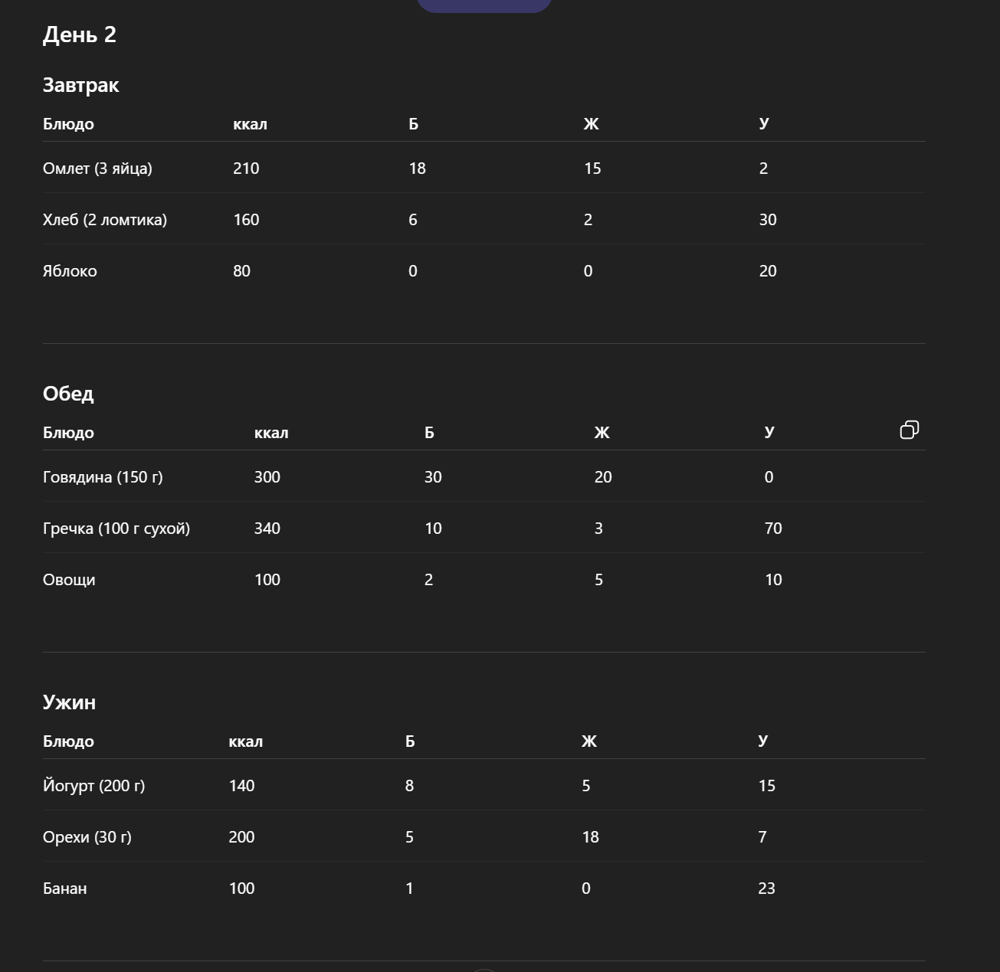 День 2
Завтрак
Блюдо ккал Б Ж У
Омлет (3 яйца) 210 18 15 2
Хлеб (2 ломтика) 160 6 2 30
Яблоко 80 0 0 20
Обед
Блюдо ккал Б Ж У
Говядина (150 г) 300 30 20 0
Гречка (100 г сухой) 340 10 3 70
Овощи 100 2 5 10
Ужин
Блюдо ккал Б Ж У
Йогурт (200 г) 140 8 5 15
Орехи (30 г) 200 5 18 7
Банан 100 1 0 23